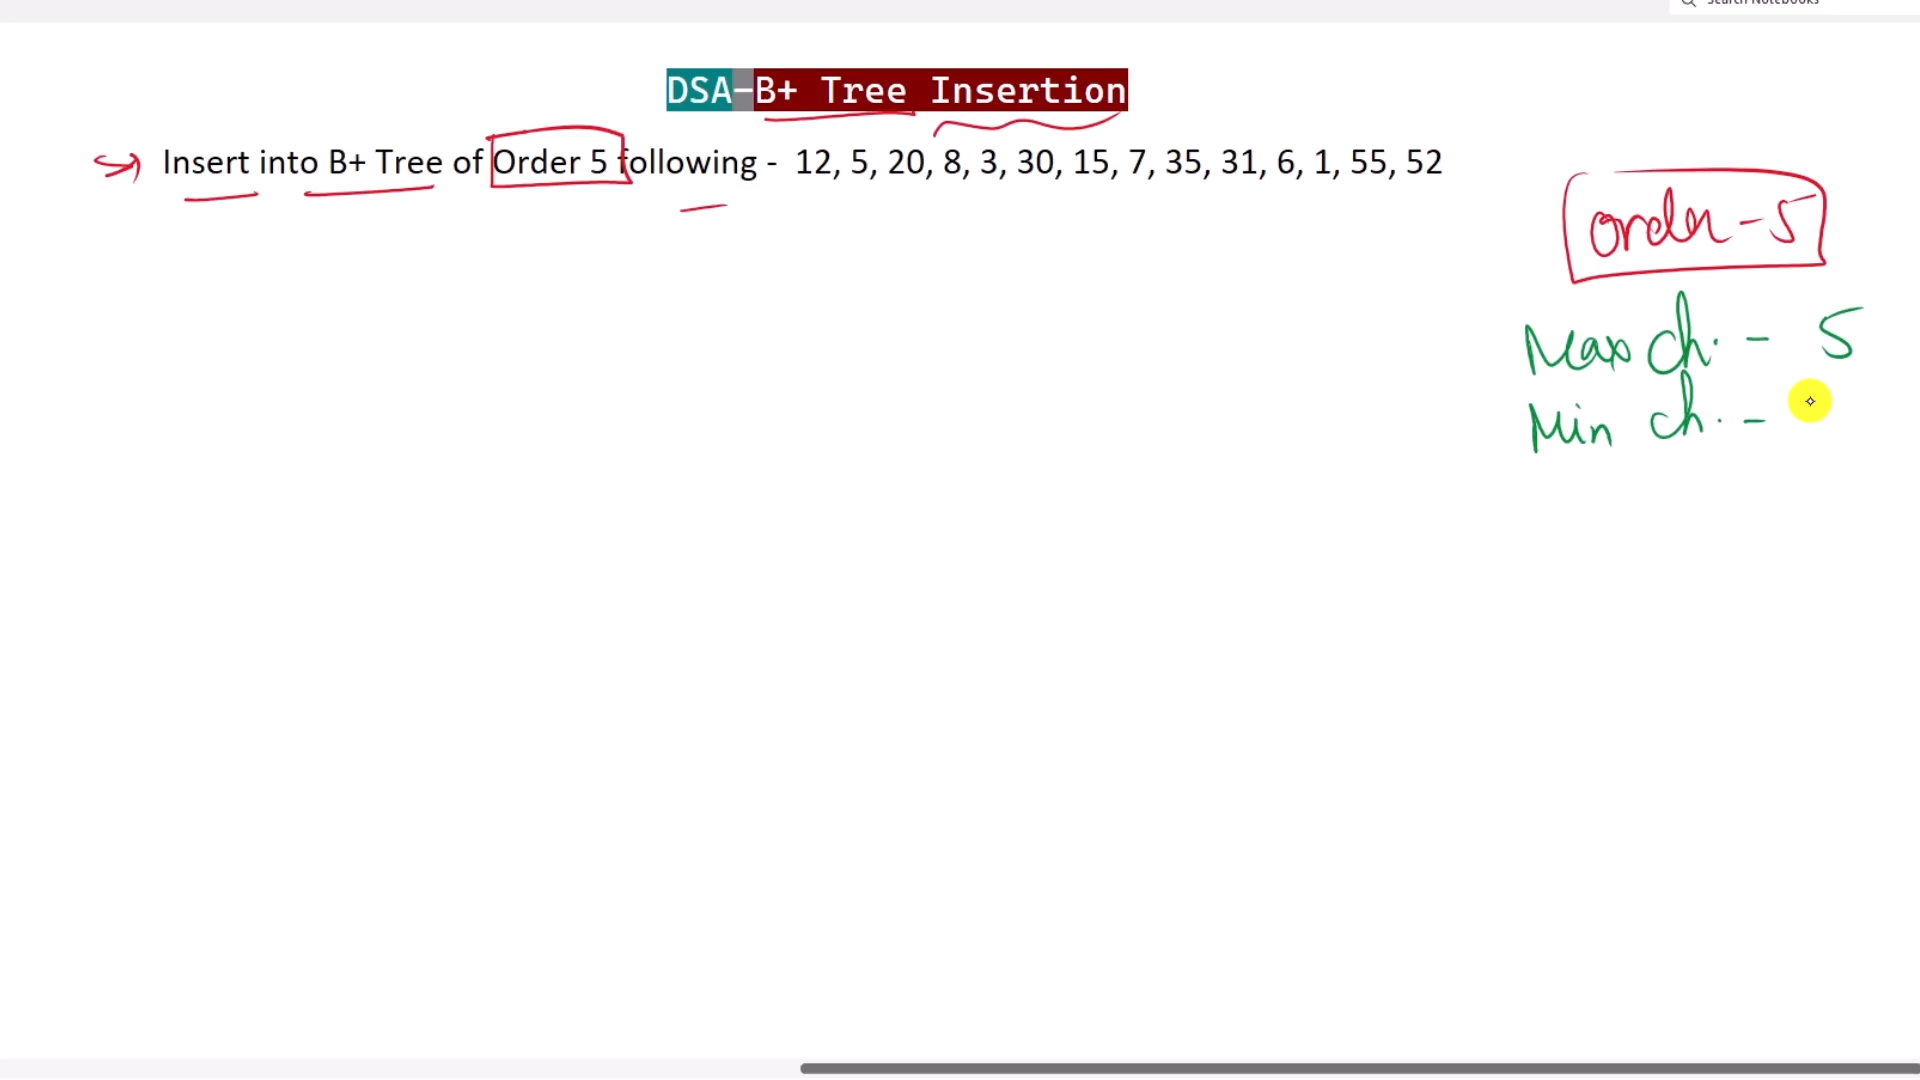 DSA-B+ Tree Insertion
Insert into B+ Tree of Order 5 following - 12, 5, 20, 8, 3, 30, 15, 7, 35, 31, 6, 1, 55, 52
Order - 5
Max ch. - 5
Min ch. -